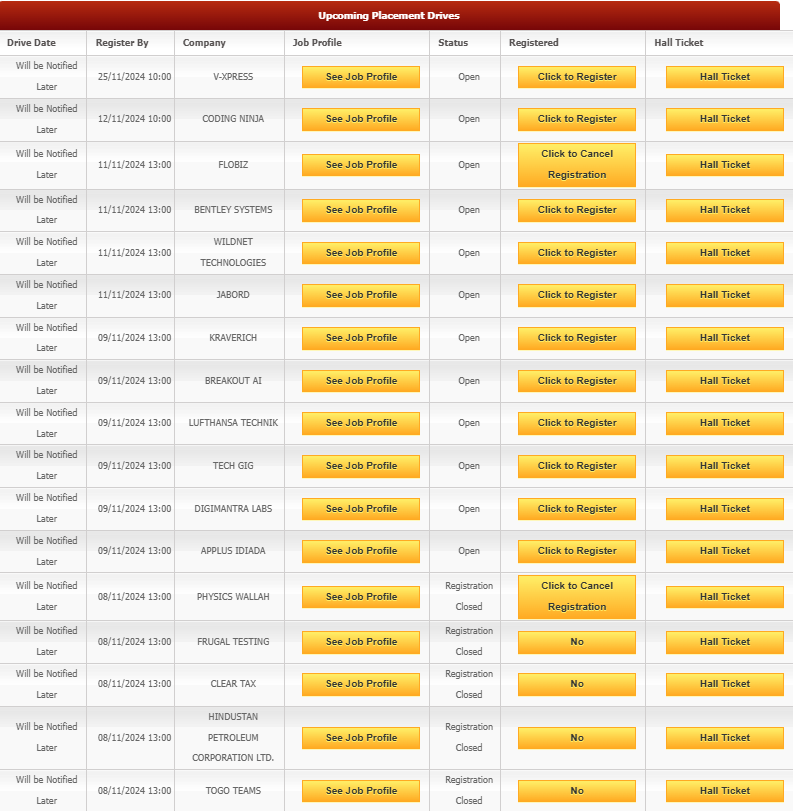 Upcoming Placement Drives
Drive Date Register By Company Job Profile Status Registered Hall Ticket
Will be Notified
Later 25/11/2024 10:00 V-XPRESS See Job Profile Open Click to Register Hall Ticket
Will be Notified
Later 12/11/2024 10:00 CODING NINJA See Job Profile Open Click to Register Hall Ticket
Will be Notified Click to Cancel
Later 11/11/2024 13:00 FLOBIZ See Job Profile Open Registration Hall Ticket
Will be Notified
Later 11/11/2024 13:00 BENTLEY SYSTEMS See Job Profile Open Click to Register Hall Ticket
Will be Notified WILDNET
Later 11/11/2024 13:00 TECHNOLOGIES See Job Profile Open Click to Register Hall Ticket
Will be Notified
Later 11/11/2024 13:00 JABORD See Job Profile Open Click to Register Hall Ticket
Will be Notified
Later 09/11/2024 13:00 KRAVERICH See Job Profile Open Click to Register Hall Ticket
Will be Notified
Later 09/11/2024 13:00 BREAKOUT AI See Job Profile Open Click to Register Hall Ticket
Will be Notified
Later 09/11/2024 13:00 LUFTHANSA TECHNIK See Job Profile Open Click to Register Hall Ticket
Will be Notified
Later 09/11/2024 13:00 TECH GIG See Job Profile Open Click to Register Hall Ticket
Will be Notified
Later 09/11/2024 13:00 DIGIMANTRA LABS See Job Profile Open Click to Register Hall Ticket
Will be Notified
Later 09/11/2024 13:00 APPLUS IDIADA See Job Profile Open Click to Register Hall Ticket
Will be Notified Registration Click to Cancel
Later 08/11/2024 13:00 PHYSICS WALLAH See Job Profile Closed Registration Hall Ticket
Will be Notified Registration
Later 08/11/2024 13:00 FRUGAL TESTING See Job Profile Closed No Hall Ticket
Will be Notified Registration
Later 08/11/2024 13:00 CLEAR TAX See Job Profile Closed No Hall Ticket
HINDUSTAN
Will be Notified Registration
Later 08/11/2024 13:00 PETROLEUM See Job Profile Closed No Hall Ticket
CORPORATION LTD.
Will be Notified Registration
Later 08/11/2024 13:00 TOGO TEAMS See Job Profile Closed No Hall Ticket